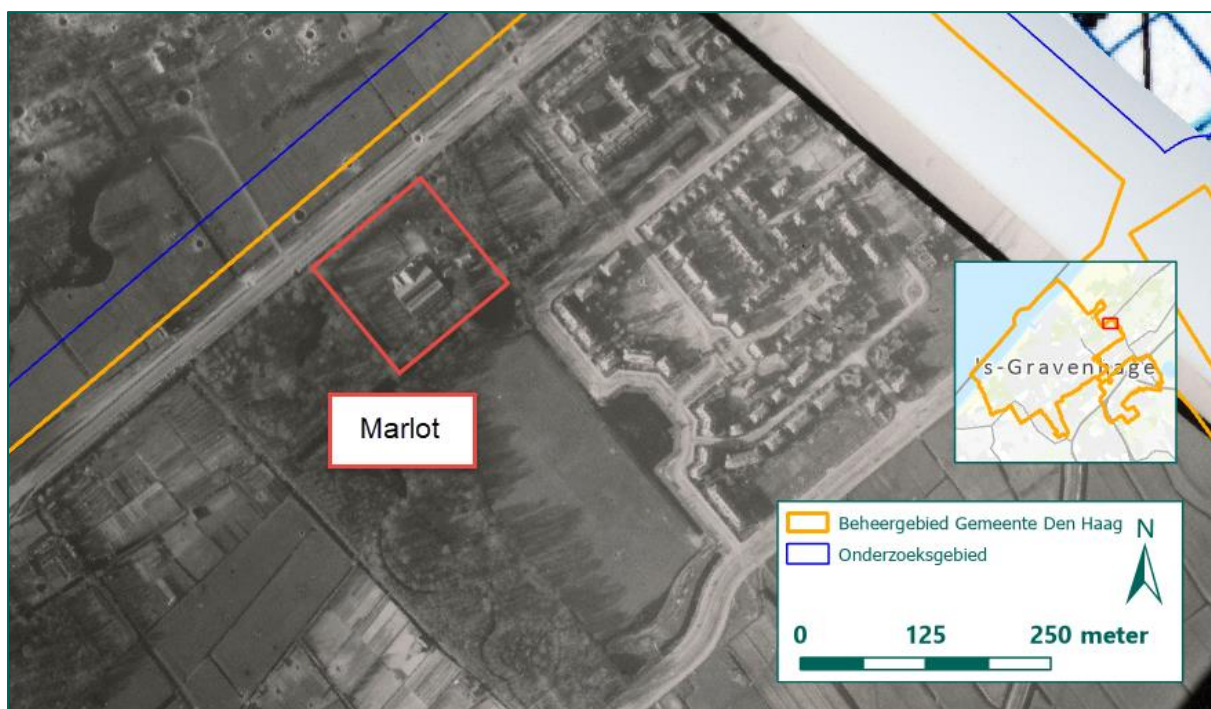 Marlot
's-Gravenhage
Beheergebied Gemeente Den Haag
N
Onderzoeksgebied
0 125 250 meter